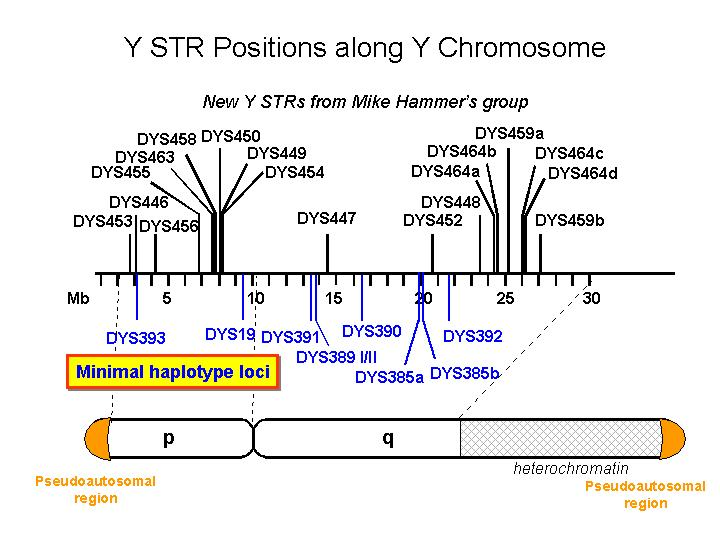 Y STR Positions along Y Chromosome
New Y STRs from Mike Hammer's group
DYS458 DYS450
DYS459a
DYS463
DYS449
DYS464b
DYS464c
DYS455
DYS454
DYS464a
DYS464d
DYS446
DYS448
DYS453
DYS456
DYS447
DYS452
DYS459b
Mb 5 10 15 20 25 30
DYS393
DYS19 DYS391
DYS390
DYS392
DYS389 I/II
Minimal haplotype loci
DYS385a DYS385b
p
q
heterochromatin
Pseudoautosomal
region
Pseudoautosomal
region